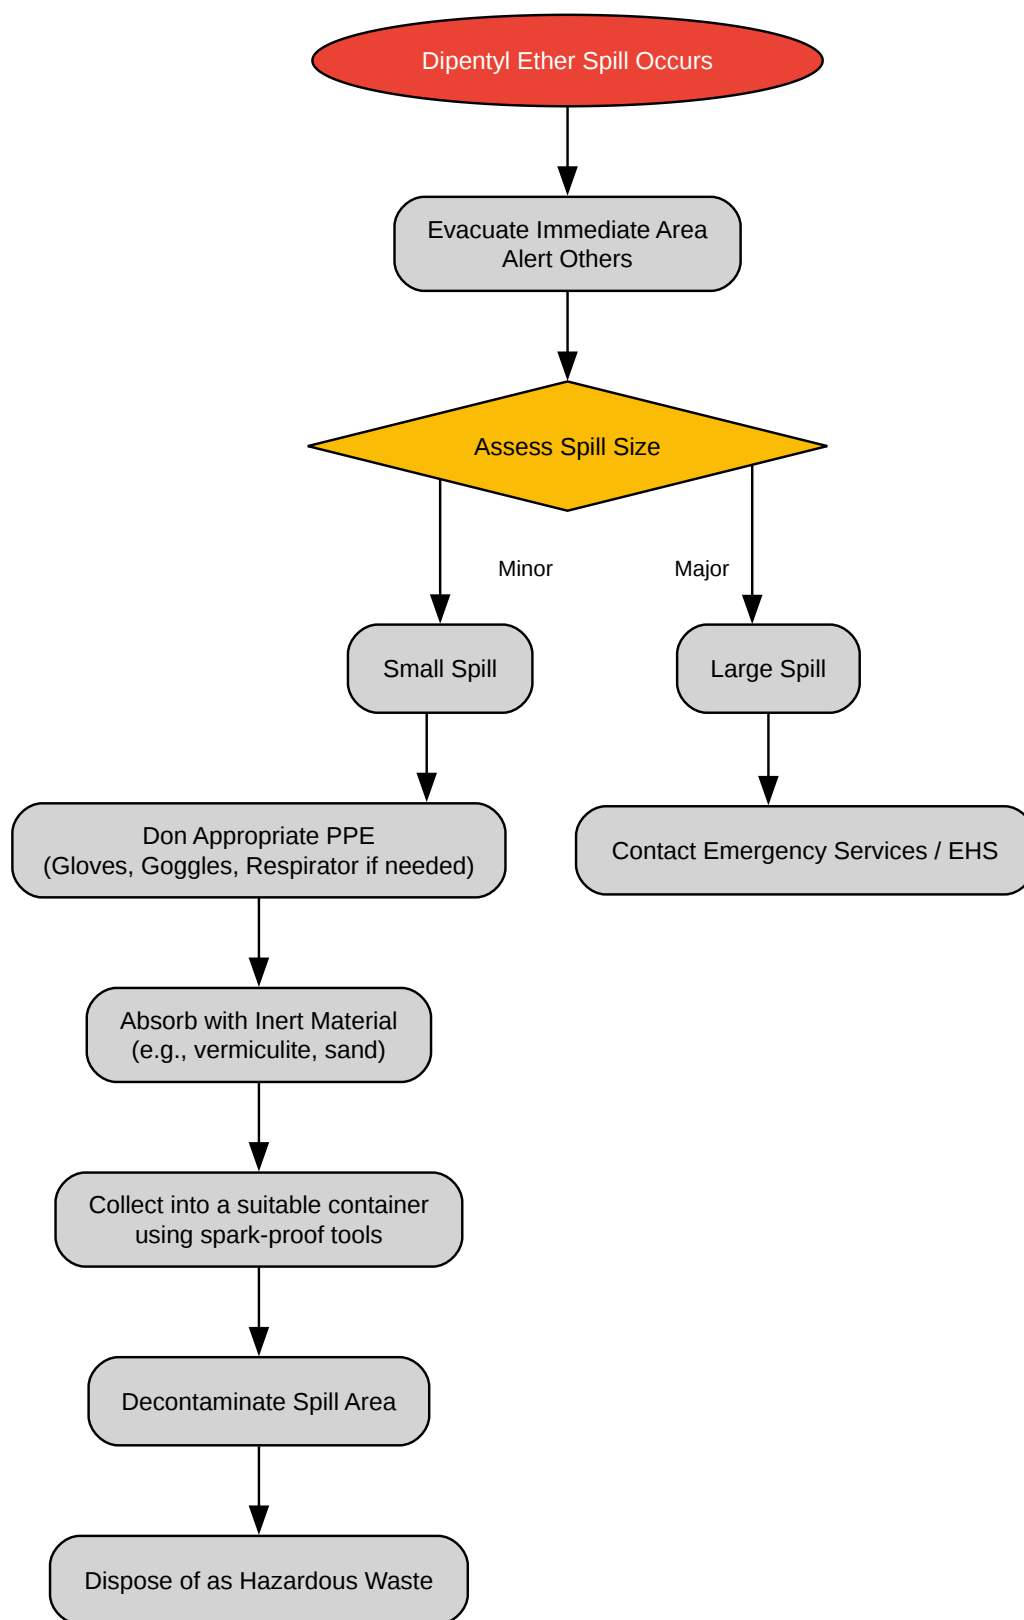 Dipentyl Ether Spill Occurs
Evacuate Immediate Area
Alert Others
Assess Spill Size
Minor
Major
Small Spill
Large Spill
Don Appropriate PPE
(Gloves, Goggles, Respirator if needed)
Contact Emergency Services / EHS
Absorb with Inert Material
(e.g., vermiculite, sand)
Collect into a suitable container
using spark-proof tools
Decontaminate Spill Area
Dispose of as Hazardous Waste